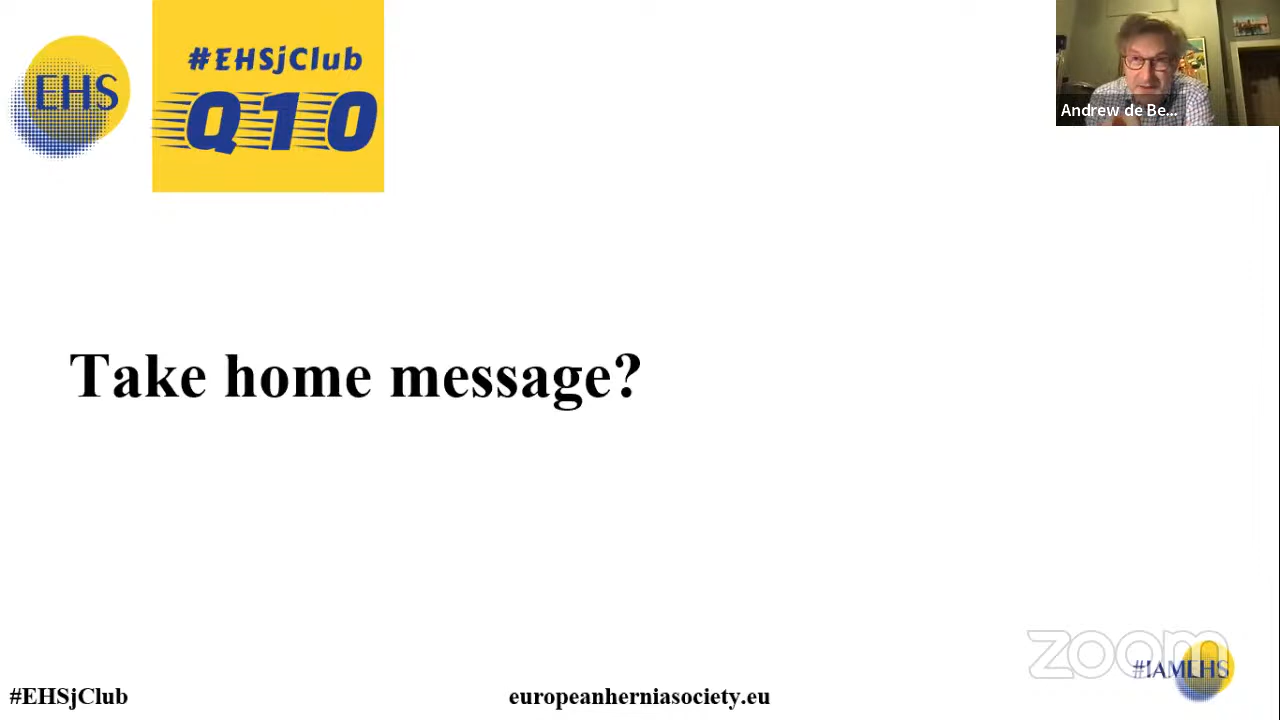 EHS
#EHSjClub
Q10
Andrew de Be...
Take home message?
zoom
#IAMEHS
#EHSjClub
europeanherniasociety.eu